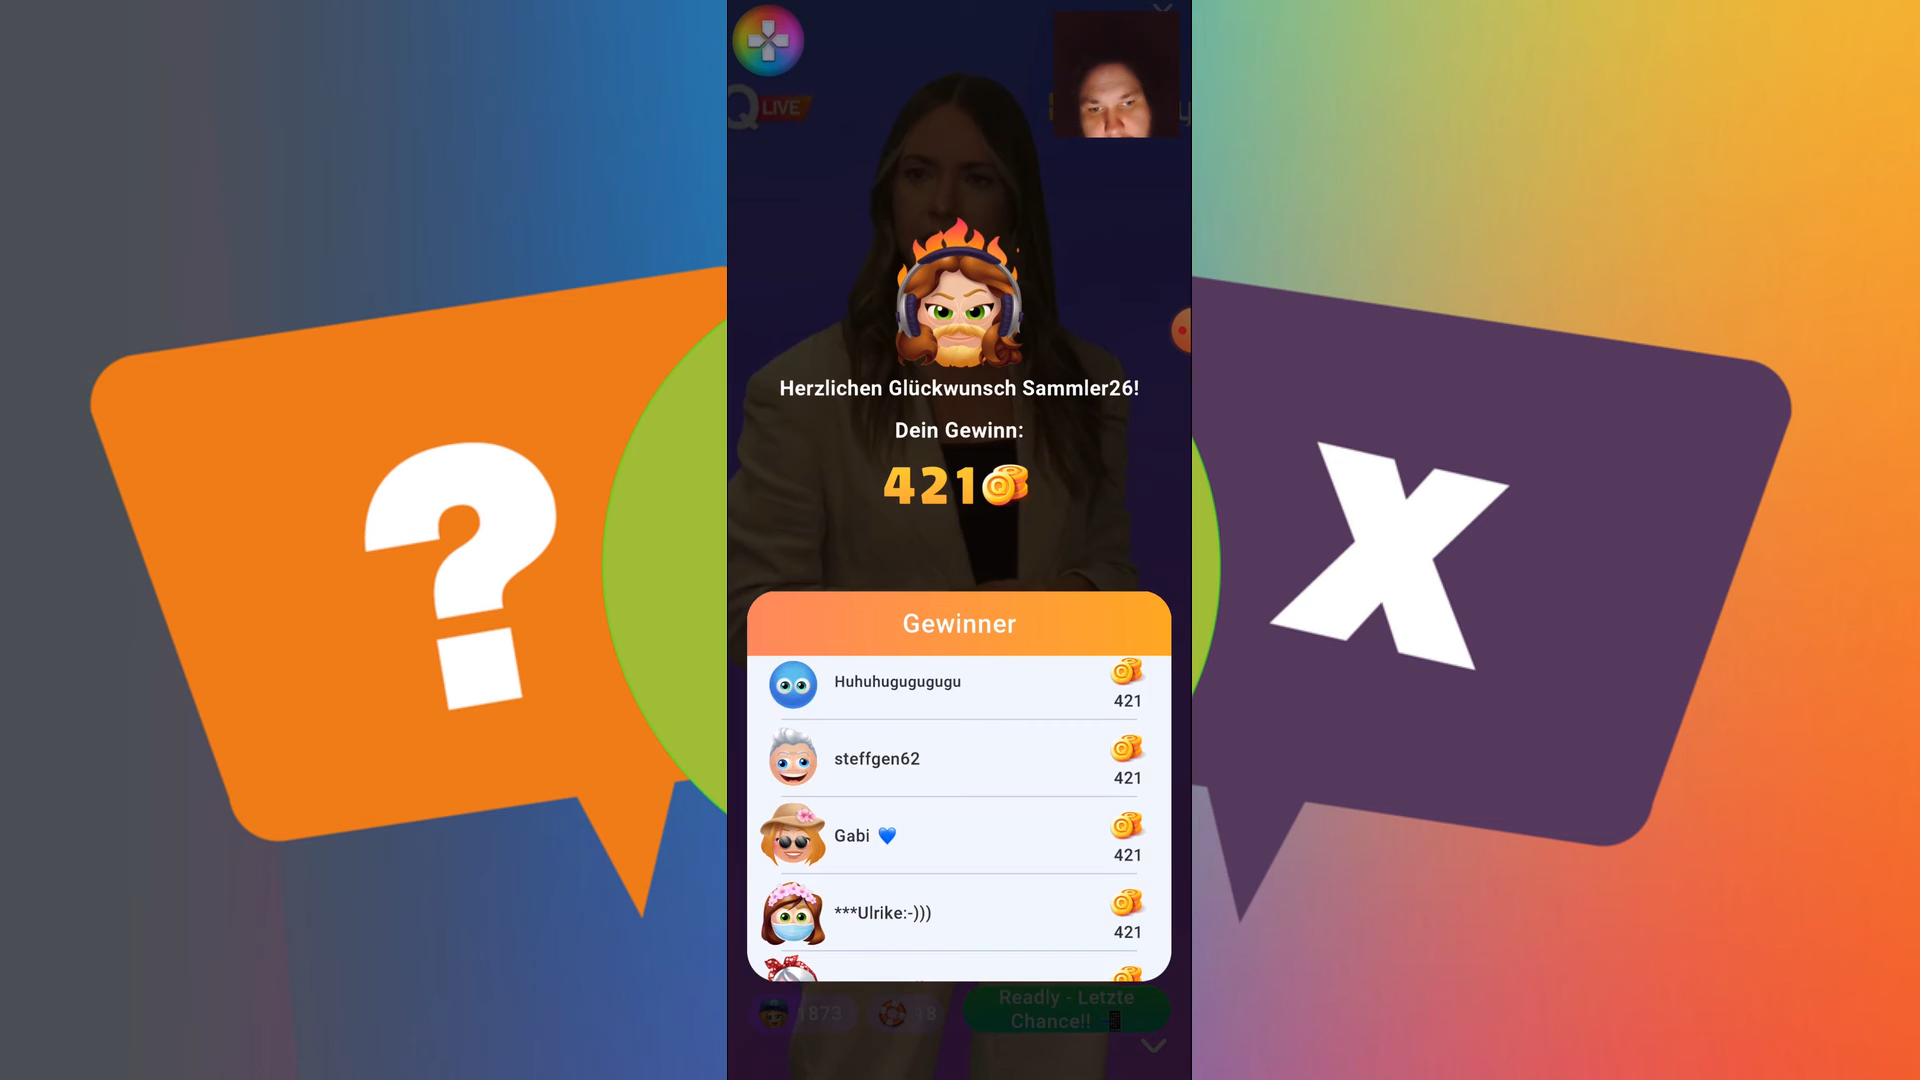 Q LIVE
Herzlichen Glückwunsch Sammler26!
Dein Gewinn:
421
Gewinner
Huhuhugugugugu
421
steffgen62
421
Gabi 💙
421
***Ulrike:-)))
421
1873
18
Readly - Letzte
Chance!!
? X